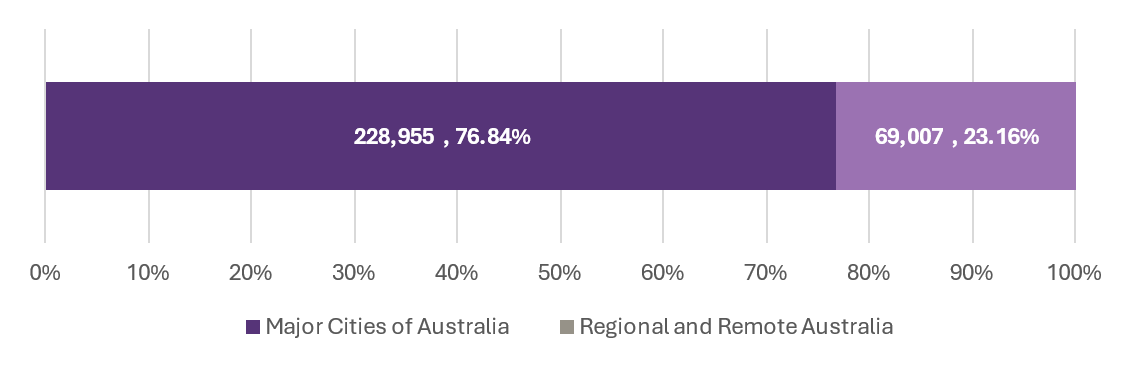 228,955 , 76.84% 69,007 , 23.16%
0% 10% 20% 30% 40% 50% 60% 70% 80% 90% 100%
Major Cities of Australia Regional and Remote Australia